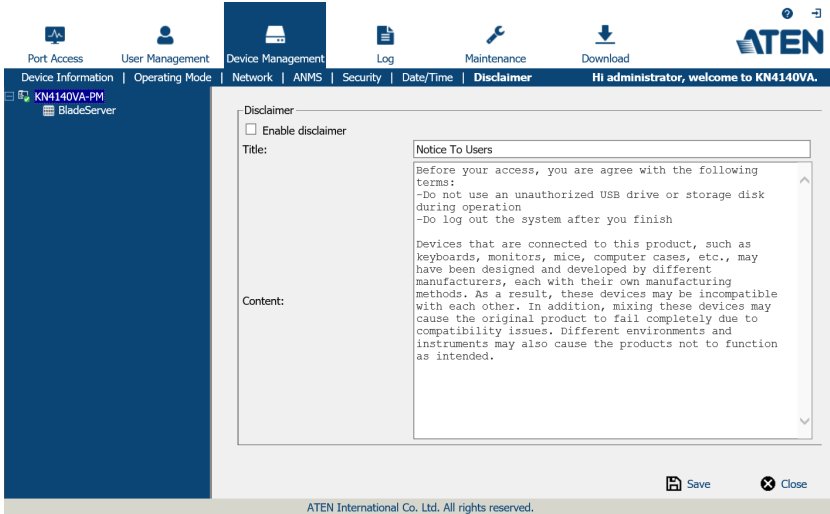 Port Access
User Management
Device Management
Log
Maintenance
Download
ATEN
Device Information | Operating Mode | Network | ANMS | Security | Date/Time | Disclaimer
Hi administrator, welcome to KN4140VA.
KN4140VA-PM
BladeServer
Disclaimer
Enable disclaimer
Title:
Notice To Users
Content:
Before your access, you are agree with the following
terms:
-Do not use an unauthorized USB drive or storage disk
during operation
-Do log out the system after you finish
Devices that are connected to this product, such as
keyboards, monitors, mice, computer cases, etc., may
have been designed and developed by different
manufacturers, each with their own manufacturing
methods. As a result, these devices may be incompatible
with each other. In addition, mixing these devices may
cause the original product to fail completely due to
compatibility issues. Different environments and
instruments may also cause the products not to function
as intended.
Save
Close
ATEN International Co. Ltd. All rights reserved.